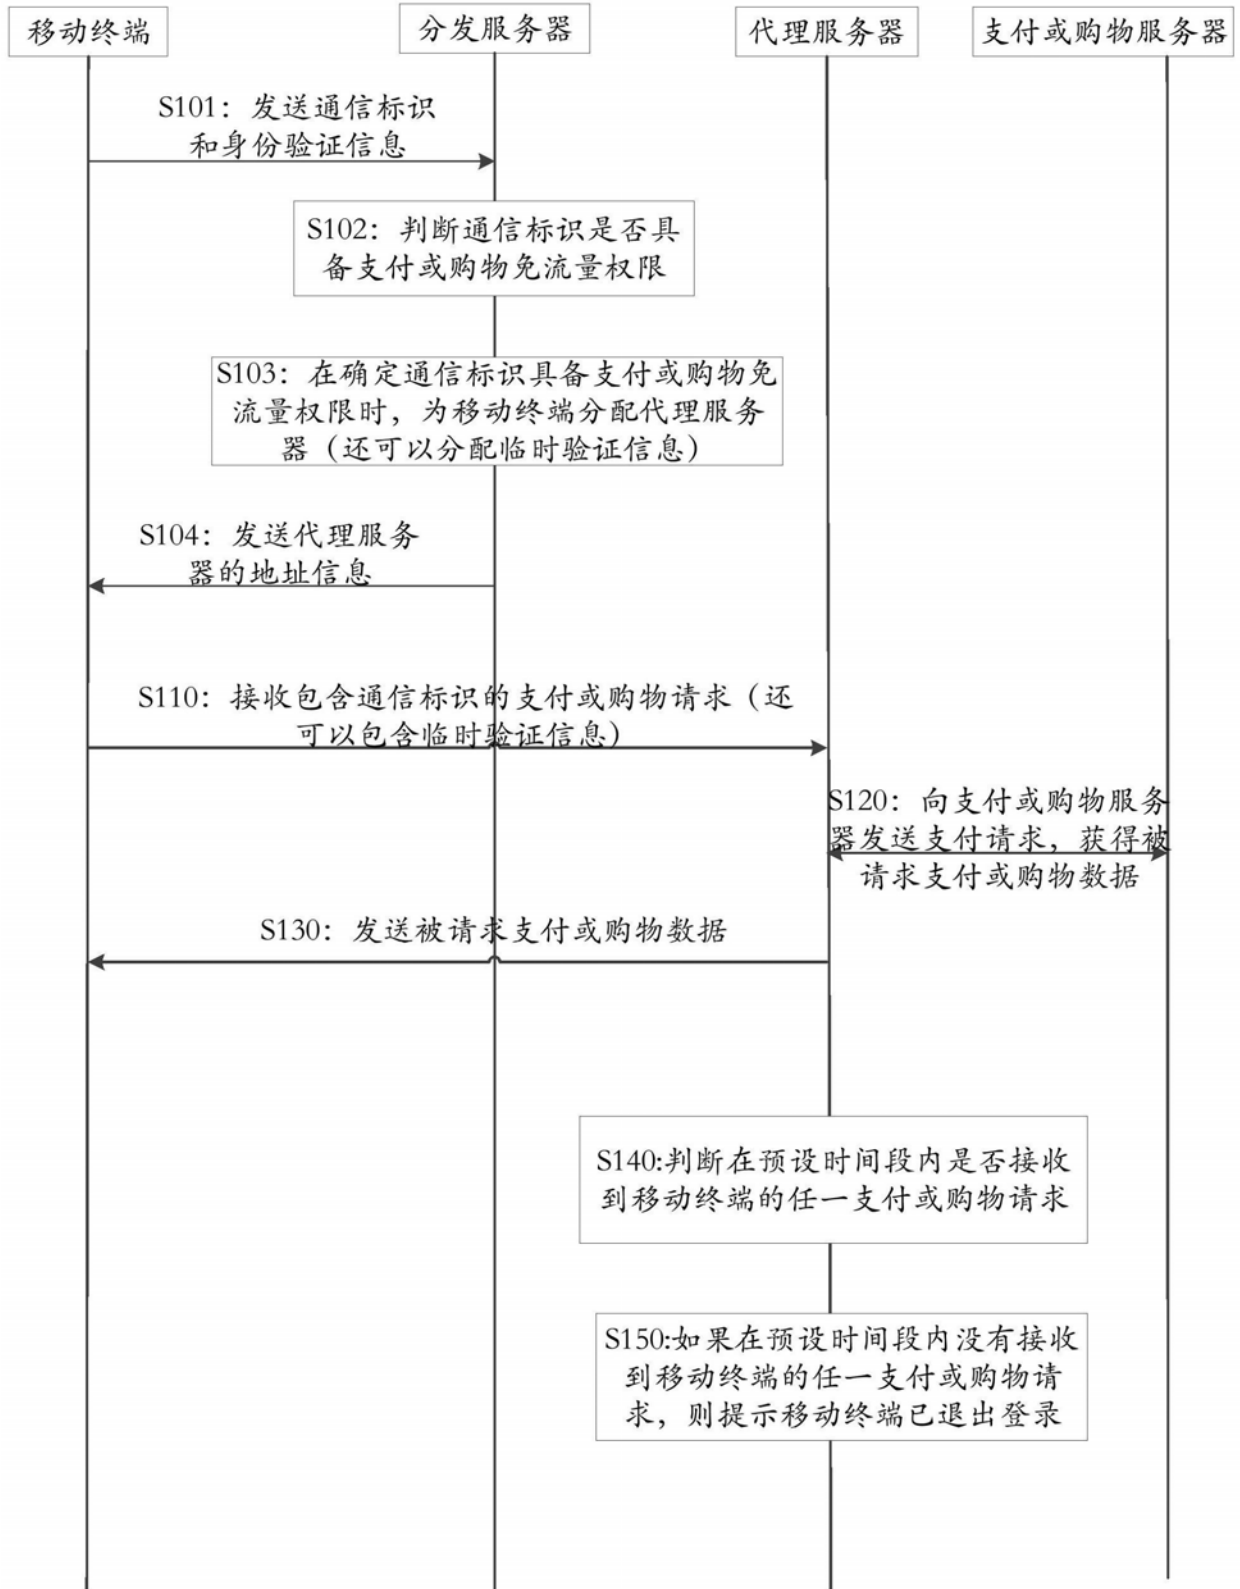 移动终端
分发服务器
代理服务器
支付或购物服务器
S101：发送通信标识
和身份验证信息
S102：判断通信标识是否具
备支付或购物免流量权限
S103：在确定通信标识具备支付或购物免
流量权限时，为移动终端分配代理服务
器（还可以分配临时验证信息）
S104：发送代理服务
器的地址信息
S110：接收包含通信标识的支付或购物请求（还
可以包含临时验证信息）
S120：向支付或购物服务
器发送支付请求，获得被
请求支付或购物数据
S130：发送被请求支付或购物数据
S140:判断在预设时间段内是否接收
到移动终端的任一支付或购物请求
S150:如果在预设时间段内没有接收
到移动终端的任一支付或购物请
求，则提示移动终端已退出登录